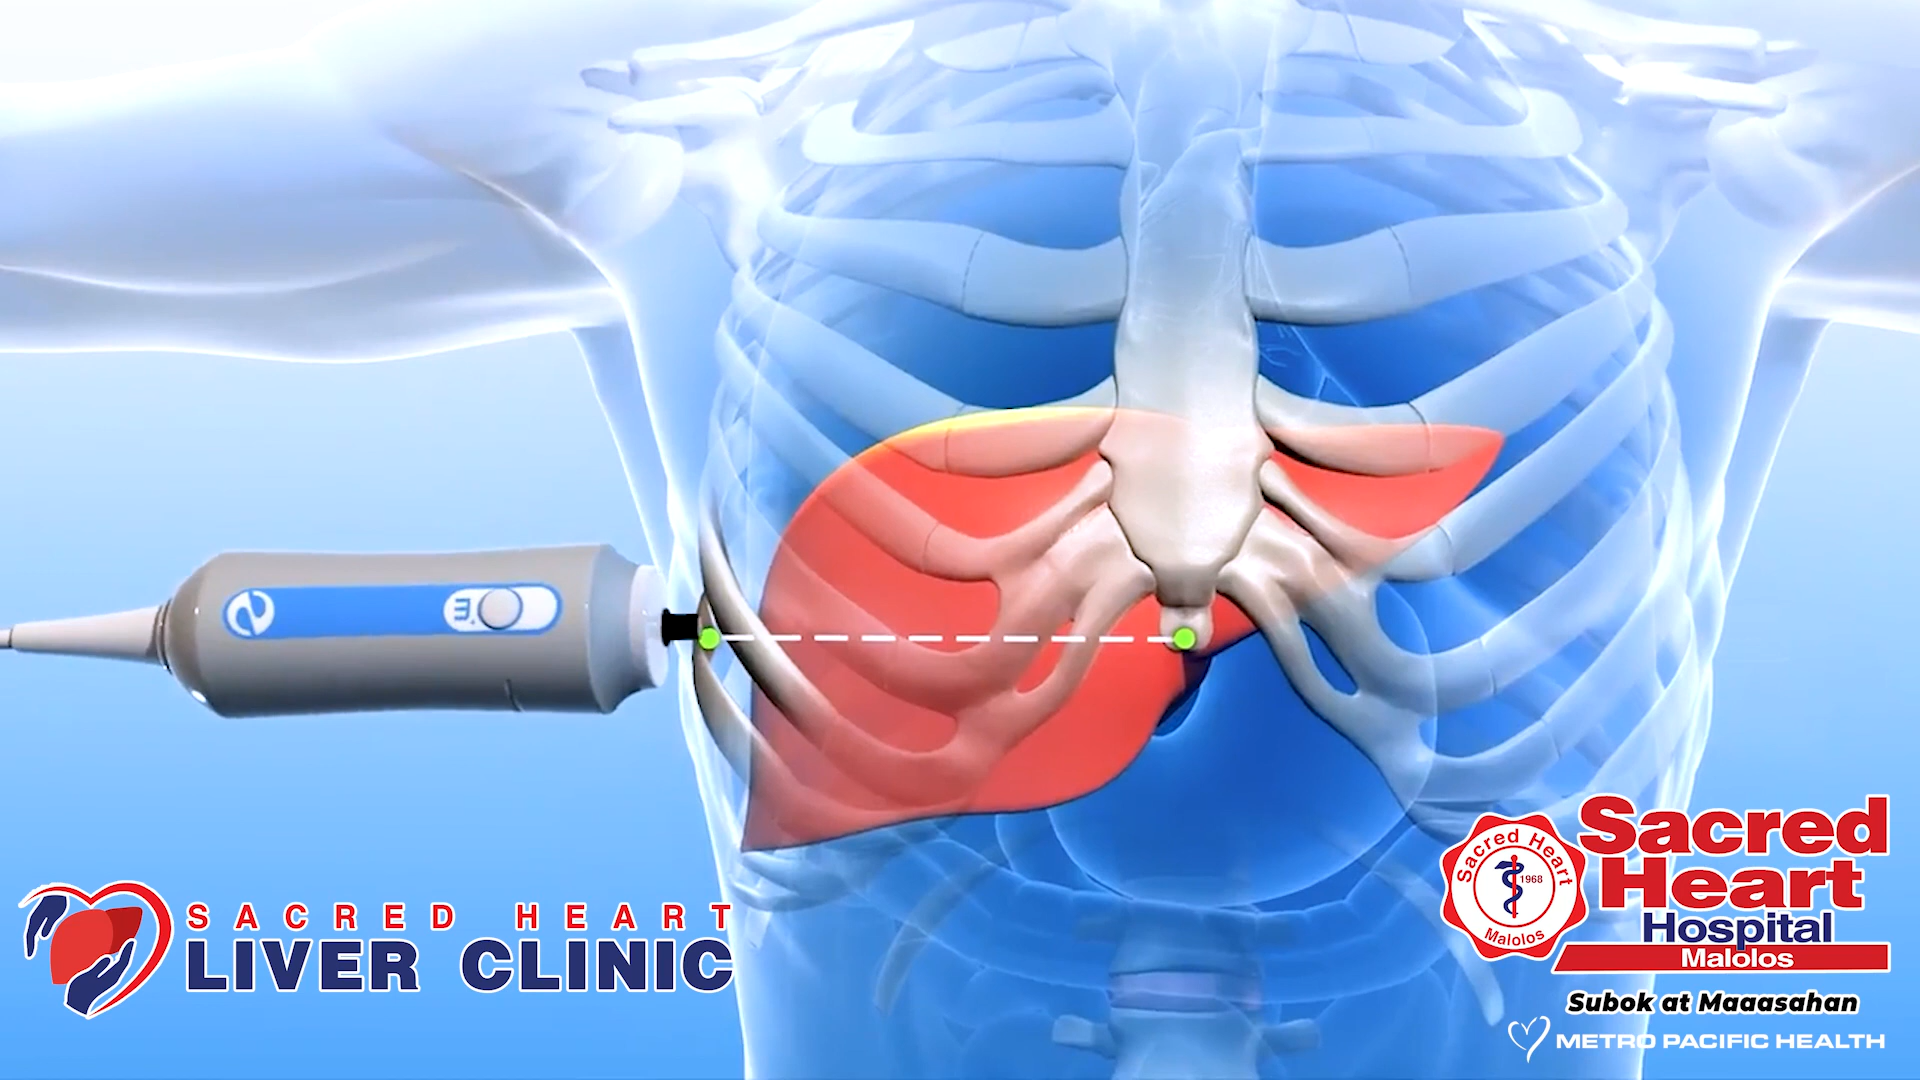 e
m
SACRED HEART
LIVER CLINIC
Sacred Heart
1968
Malolos
Sacred
Heart
Hospital
Malolos
Subok at Maaasahan
METRO PACIFIC HEALTH